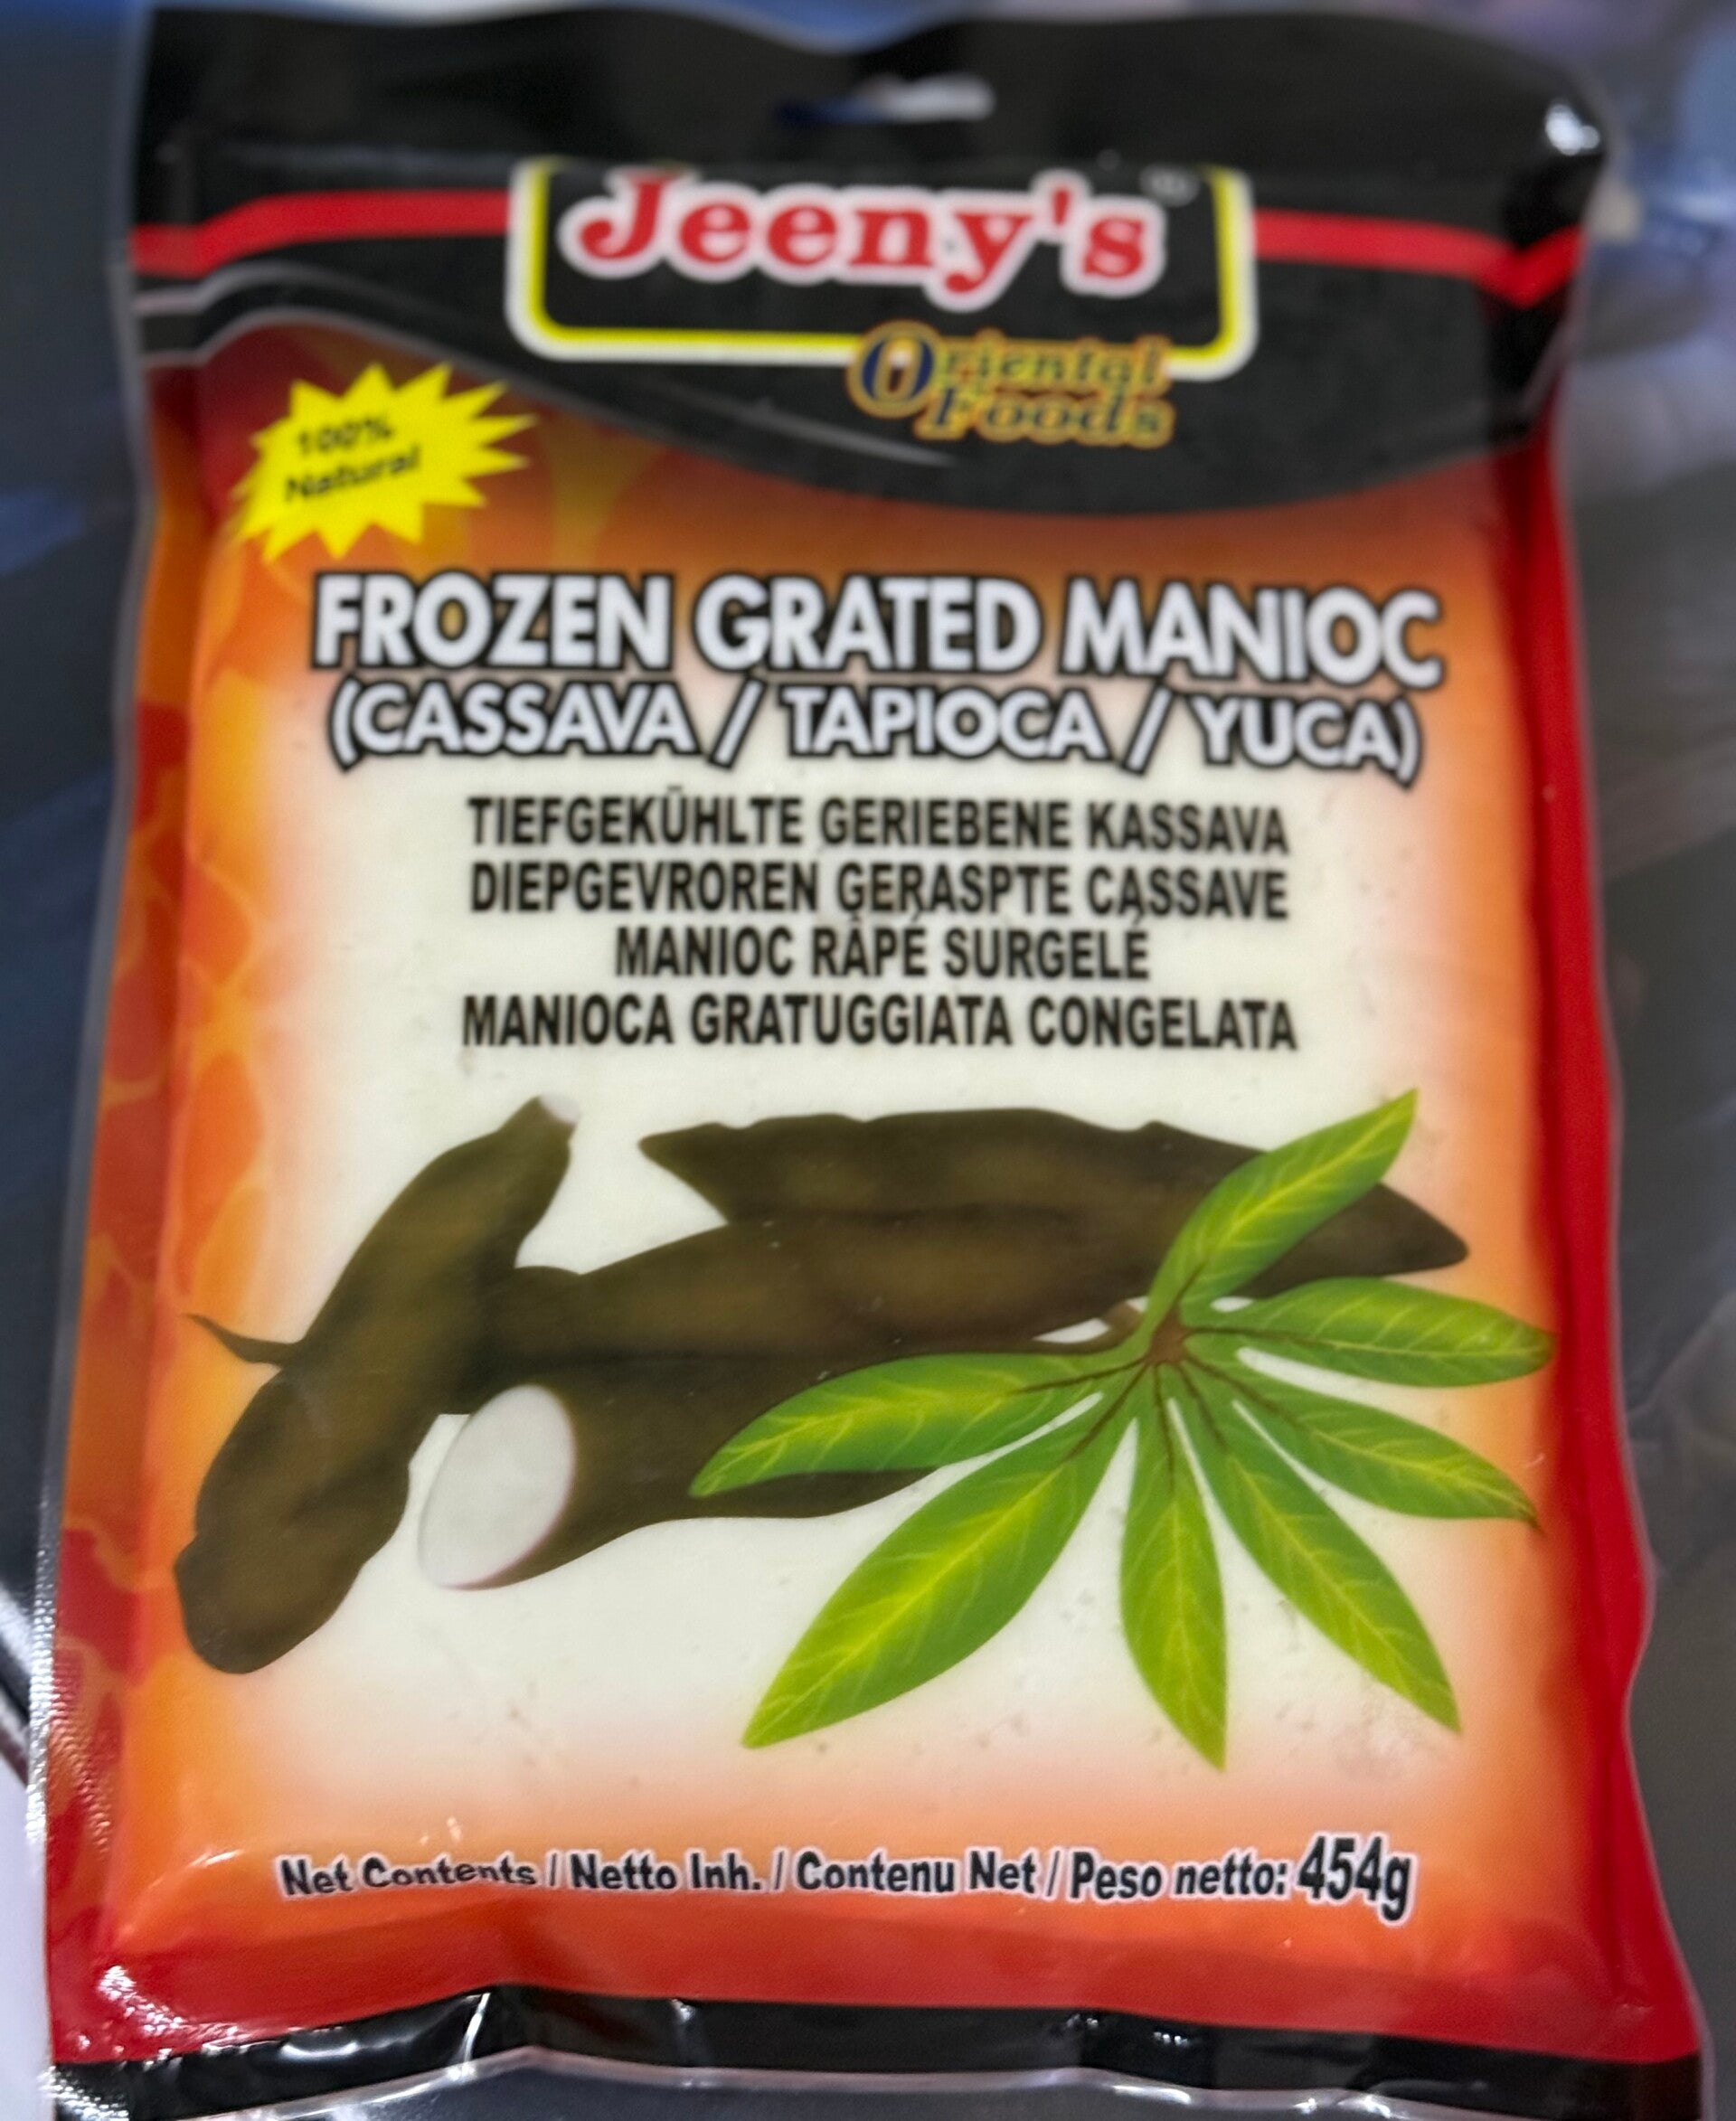 Jeeny's
Oriental
Foods
100%
Natural
FROZEN GRATED MANIOC
(CASSAVA / TAPIOCA / YUCA)
TIEFGEKÜHLTE GERIEBENE KASSAVA
DIEPGEVROREN GERASPTE CASSAVE
MANIOC RÂPÉ SURGELÉ
MANIOCA GRATUGGIATA CONGELATA
Net Contents / Netto Inh. / Contenu Net / Peso netto: 454g